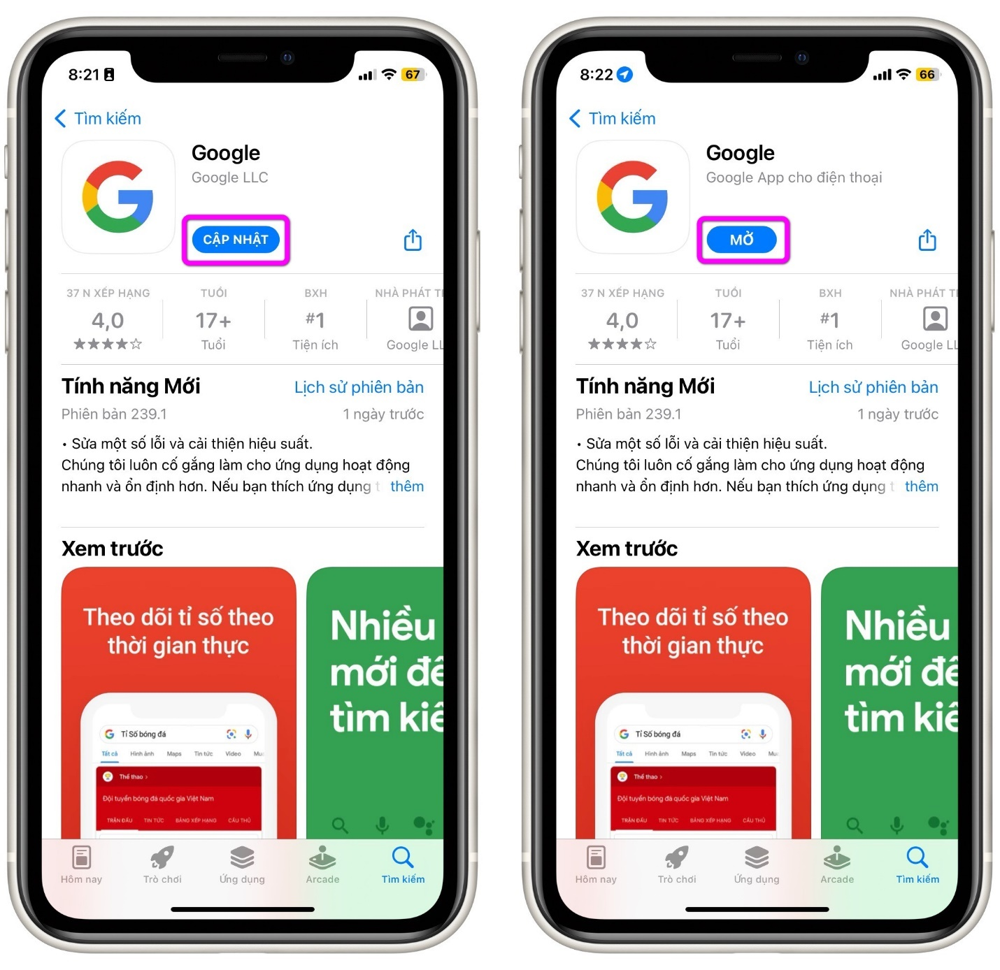 8:21
67
Tìm kiếm
Google
Google LLC
CẬP NHẬT
37 N XẾP HẠNG
TUỔI
BXH
NHÀ PHÁT TI
4,0
17+
#1
Tuổi
Tiện ích
Google LL
Tính năng Mới
Lịch sử phiên bản
Phiên bản 239.1
1 ngày trước
• Sửa một số lỗi và cải thiện hiệu suất.
Chúng tôi luôn cố gắng làm cho ứng dụng hoạt động
nhanh và ổn định hơn. Nếu bạn thích ứng dụng t thêm
Xem trước
Theo dõi tỉ số theo
thời gian thực
Nhiều
mới để
tìm kiế
Tỉ Số bóng đá
Tất cả
Hình ảnh
Maps
Tin tức
Video
Mu
Thể thao ›
Đội tuyển bóng đá quốc gia Việt Nam
TRẬN ĐẤU
TIN TỨC
BẢNG XẾP HẠNG
CẦU THỦ
Hôm nay
Trò chơi
Ứng dụng
Arcade
Tìm kiếm
8:22
66
Tìm kiếm
Google
Google App cho điện thoại
MỞ
37 N XẾP HẠNG
TUỔI
BXH
NHÀ PHÁT TI
4,0
17+
#1
Tuổi
Tiện ích
Google LL
Tính năng Mới
Lịch sử phiên bản
Phiên bản 239.1
1 ngày trước
• Sửa một số lỗi và cải thiện hiệu suất.
Chúng tôi luôn cố gắng làm cho ứng dụng hoạt động
nhanh và ổn định hơn. Nếu bạn thích ứng dụng t thêm
Xem trước
Theo dõi tỉ số theo
thời gian thực
Nhiều
mới để
tìm kiế
Tỉ Số bóng đá
Tất cả
Hình ảnh
Maps
Tin tức
Video
Mu
Thể thao ›
Đội tuyển bóng đá quốc gia Việt Nam
TRẬN ĐẤU
TIN TỨC
BẢNG XẾP HẠNG
CẦU THỦ
Hôm nay
Trò chơi
Ứng dụng
Arcade
Tìm kiếm